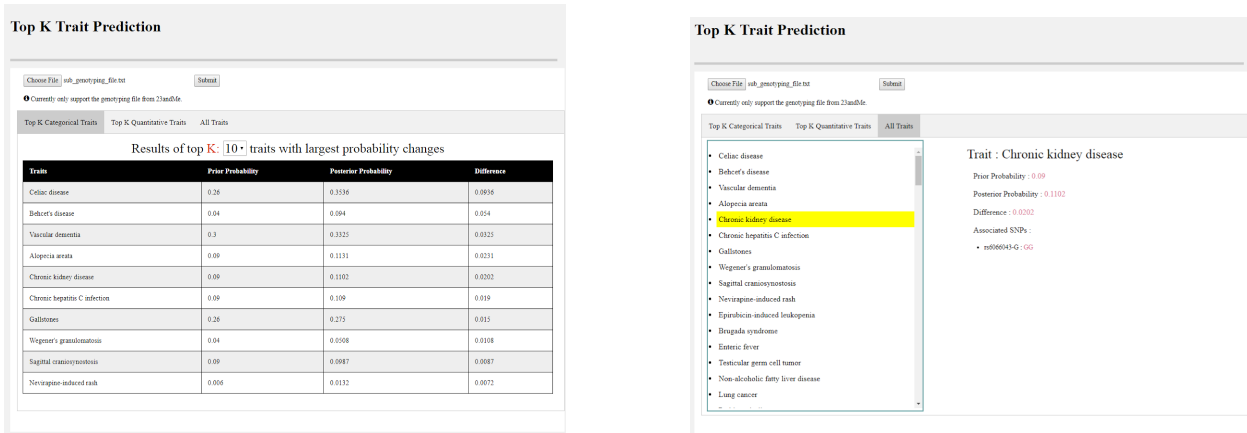 Top K Trait Prediction
Choose File sub_genotyping_file.txt Submit
Currently only support the genotyping file from 23andMe.
Top K Categorical Traits Top K Quantitative Traits All Traits
Results of top K: 10 traits with largest probability changes
Traits Prior Probability Posterior Probability Difference
Celiac disease 0.26 0.3536 0.0936
Behcet's disease 0.04 0.094 0.054
Vascular dementia 0.3 0.3325 0.0325
Alopecia areata 0.09 0.1131 0.0231
Chronic kidney disease 0.09 0.1102 0.0202
Chronic hepatitis C infection 0.09 0.109 0.019
Gallstones 0.26 0.275 0.015
Wegener's granulomatosis 0.04 0.0508 0.0108
Sagittal craniosynostosis 0.09 0.0987 0.0087
Nevirapine-induced rash 0.006 0.0132 0.0072
Top K Trait Prediction
Choose File sub_genotyping_file.txt Submit
Currently only support the genotyping file from 23andMe.
Top K Categorical Traits Top K Quantitative Traits All Traits
Celiac disease
Behcet's disease
Vascular dementia
Alopecia areata
Chronic kidney disease
Chronic hepatitis C infection
Gallstones
Wegener's granulomatosis
Sagittal craniosynostosis
Nevirapine-induced rash
Epirubicin-induced leukopenia
Brugada syndrome
Enteric fever
Testicular germ cell tumor
Non-alcoholic fatty liver disease
Lung cancer
Trait : Chronic kidney disease
Prior Probability : 0.09
Posterior Probability : 0.1102
Difference : 0.0202
Associated SNPs :
rs6066043-G : GG